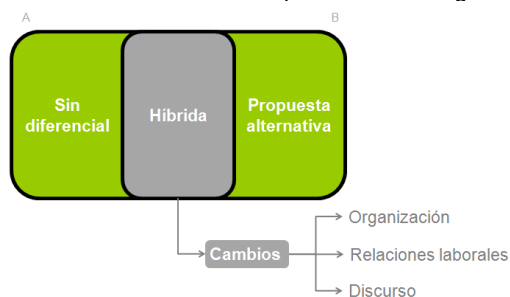 A
B
Sin
diferencial
Híbrida
Propuesta
alternativa
Cambios
Organización
Relaciones laborales
Discurso